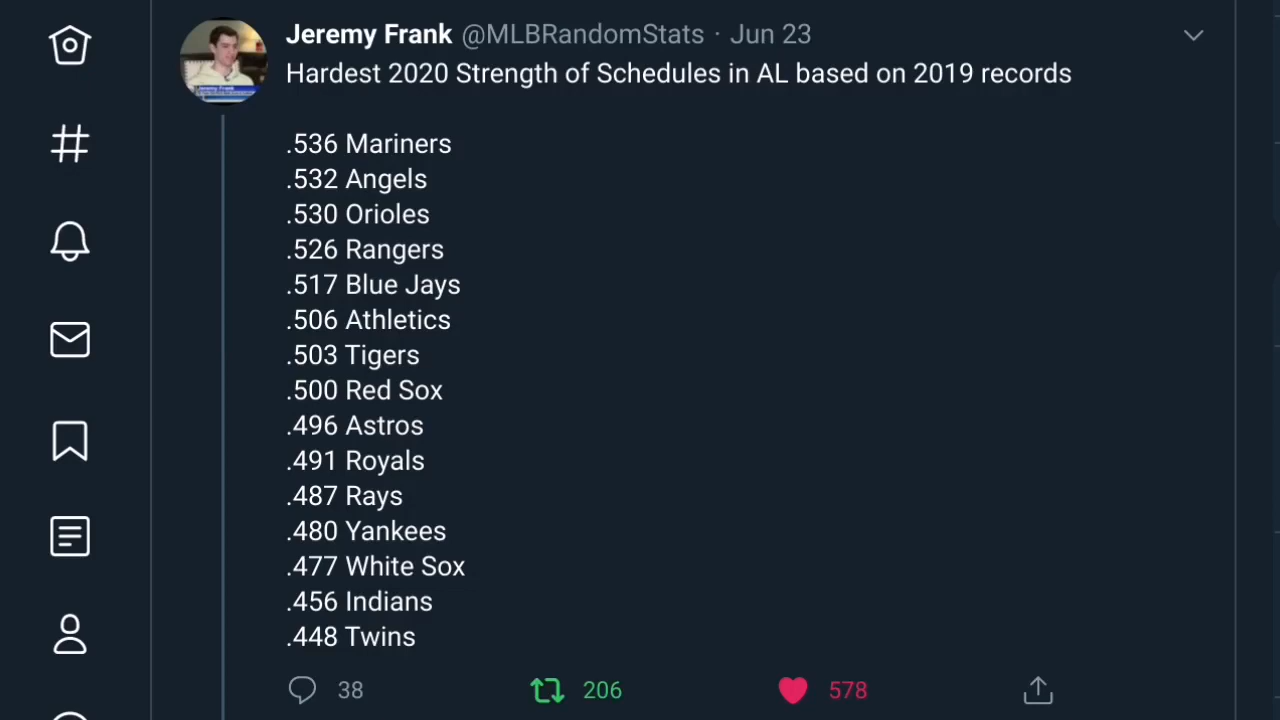 Jeremy Frank @MLBRandomStats · Jun 23
Hardest 2020 Strength of Schedules in AL based on 2019 records
.536 Mariners
.532 Angels
.530 Orioles
.526 Rangers
.517 Blue Jays
.506 Athletics
.503 Tigers
.500 Red Sox
.496 Astros
.491 Royals
.487 Rays
.480 Yankees
.477 White Sox
.456 Indians
.448 Twins
38 206 578
Jeremy Frank